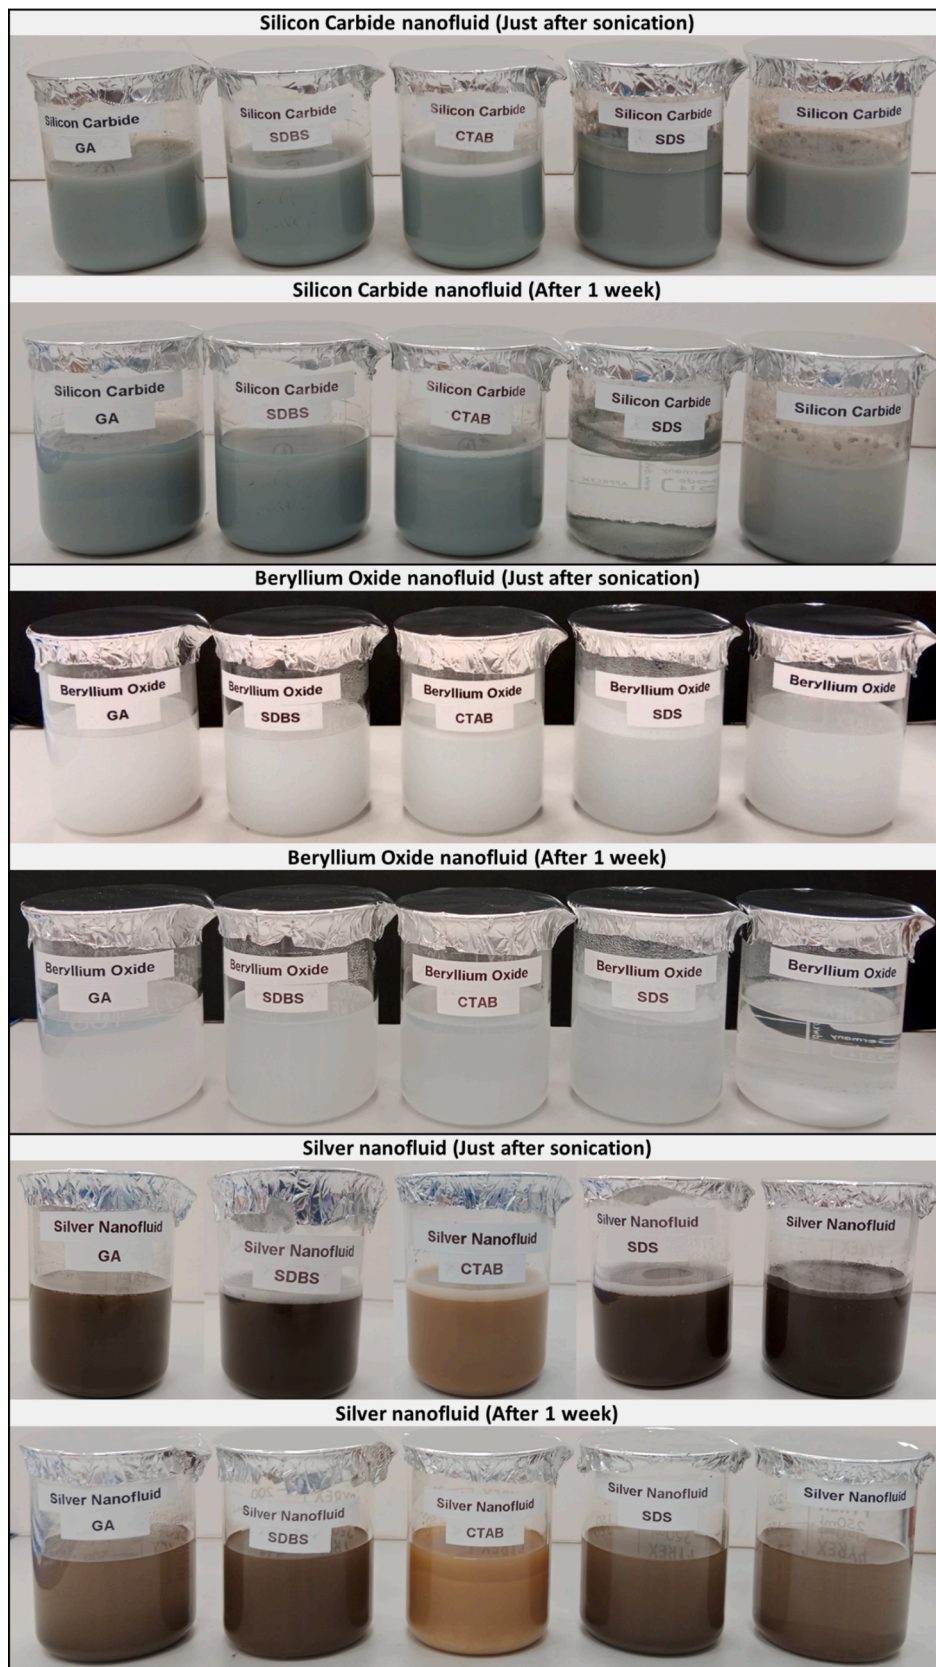 Silicon Carbide nanofluid (Just after sonication)
Silicon Carbide
GA
Silicon Carbide
SDBS
Silicon Carbide
CTAB
Silicon Carbide
SDS
Silicon Carbide
Silicon Carbide nanofluid (After 1 week)
Silicon Carbide
GA
Silicon Carbide
SDBS
Silicon Carbide
CTAB
Silicon Carbide
SDS
Silicon Carbide
Beryllium Oxide nanofluid (Just after sonication)
Beryllium Oxide
GA
Beryllium Oxide
SDBS
Beryllium Oxide
CTAB
Beryllium Oxide
SDS
Beryllium Oxide
Beryllium Oxide nanofluid (After 1 week)
Beryllium Oxide
GA
Beryllium Oxide
SDBS
Beryllium Oxide
CTAB
Beryllium Oxide
SDS
Beryllium Oxide
Silver nanofluid (Just after sonication)
Silver Nanofluid
GA
Silver Nanofluid
SDBS
Silver Nanofluid
CTAB
Silver Nanofluid
SDS
Silver Nanofluid
Silver nanofluid (After 1 week)
Silver Nanofluid
GA
Silver Nanofluid
SDBS
Silver Nanofluid
CTAB
Silver Nanofluid
SDS
Silver Nanofluid